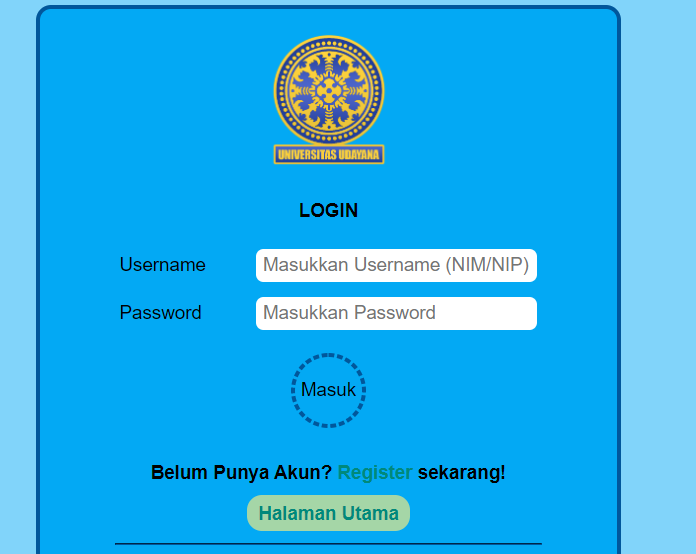 UNIVERSITAS UDAYANA
LOGIN
Username Masukkan Username (NIM/NIP)
Password Masukkan Password
Masuk
Belum Punya Akun? Register sekarang!
Halaman Utama